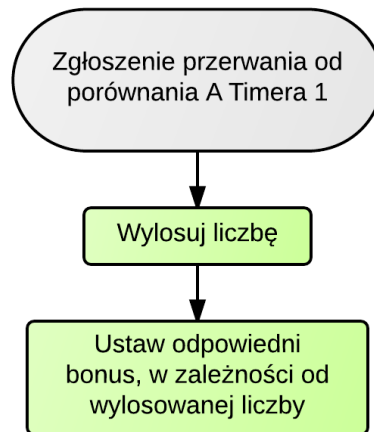 Zgłoszenie przerwania od
porównania A Timera 1
Wylosuj liczbę
Ustaw odpowiedni
bonus, w zależności od
wylosowanej liczby